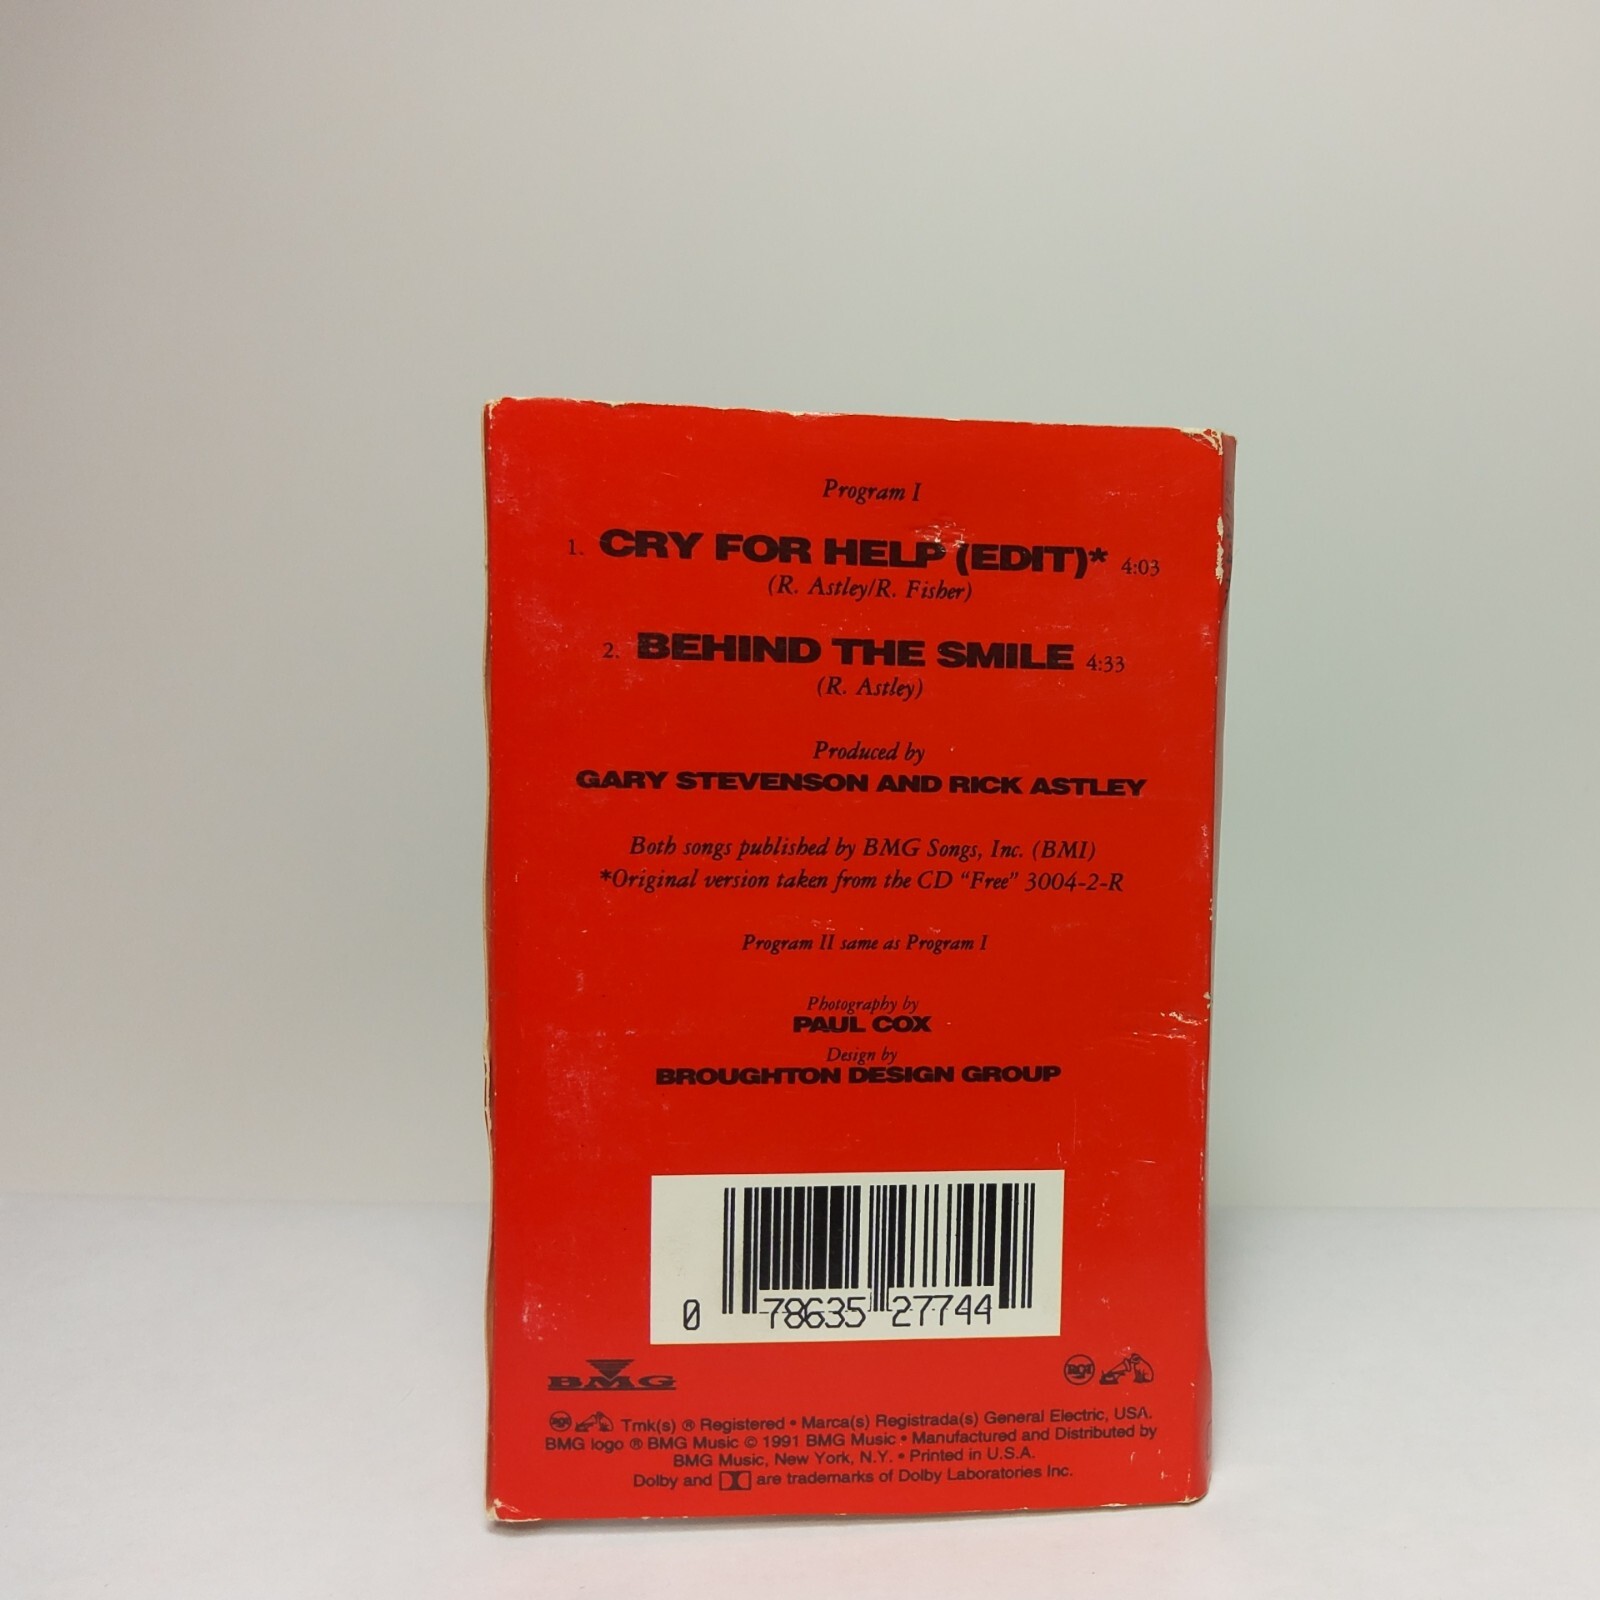 Program I
1. CRY FOR HELP (EDIT)* 4:03
(R. Astley/R. Fisher)
2. BEHIND THE SMILE 4:33
(R. Astley)
Produced by
GARY STEVENSON AND RICK ASTLEY
Both songs published by BMG Songs, Inc. (BMI)
*Original version taken from the CD "Free" 3004-2-R
Program II same as Program I
Photography by
PAUL COX
Design by
BROUGHTON DESIGN GROUP
0 78635 27744
BMG
RCA
RCA Tmk(s) ® Registered • Marca(s) Registrada(s) General Electric, USA.
BMG logo ® BMG Music © 1991 BMG Music • Manufactured and Distributed by
BMG Music, New York, N.Y. • Printed in U.S.A.
Dolby and are trademarks of Dolby Laboratories Inc.